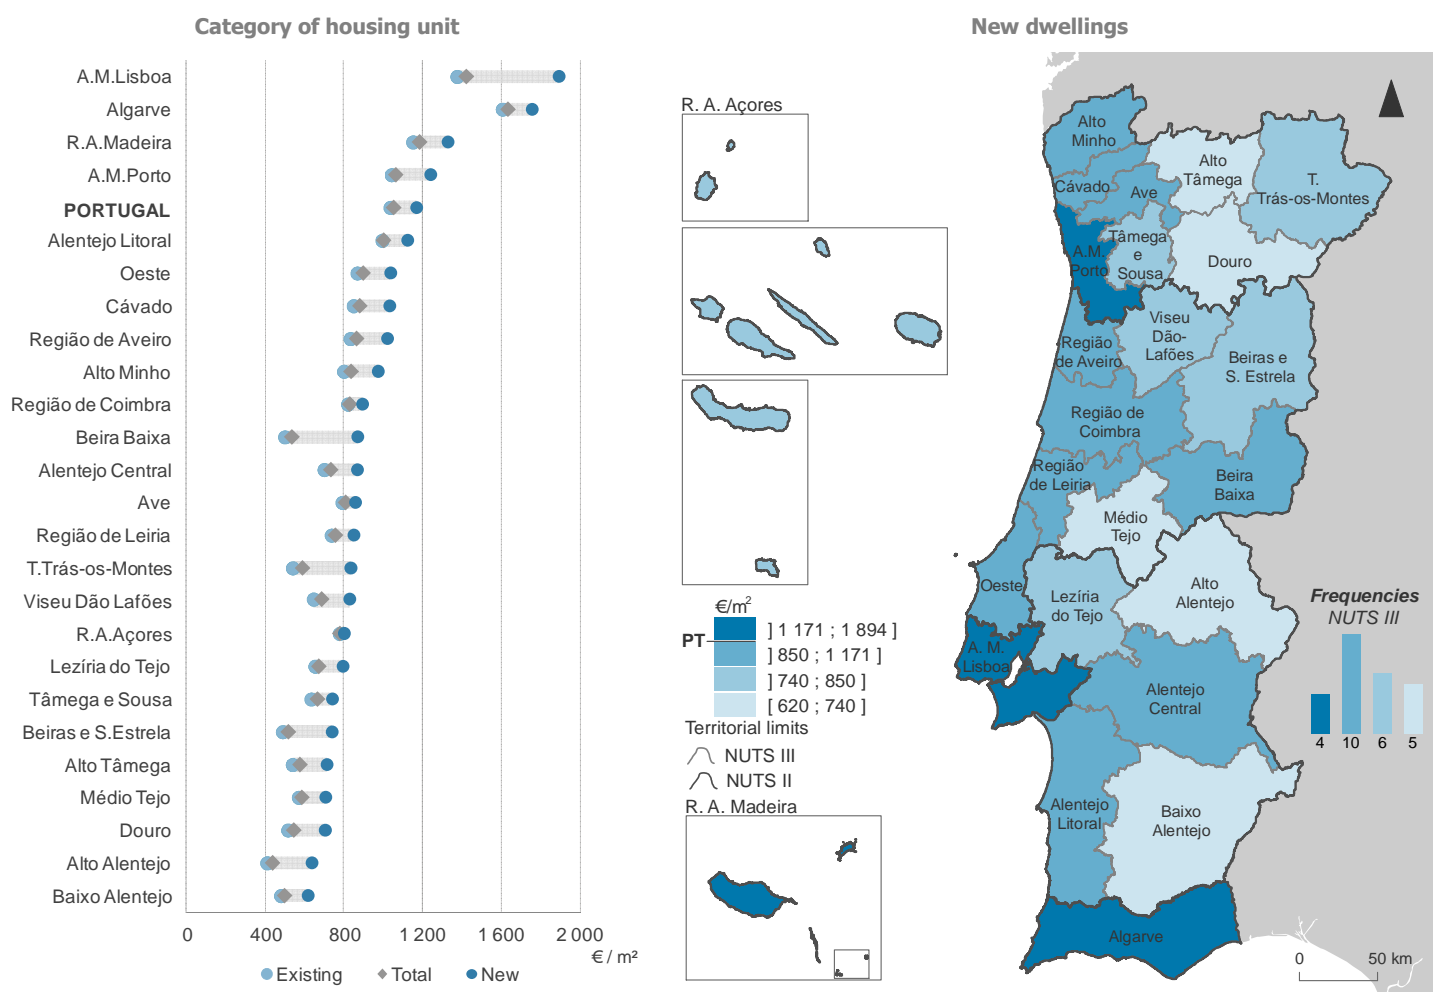 Category of housing unit
New dwellings
A.M.Lisboa
Algarve
R.A.Madeira
A.M.Porto
PORTUGAL
Alentejo Litoral
Oeste
Cávado
Região de Aveiro
Alto Minho
Região de Coimbra
Beira Baixa
Alentejo Central
Ave
Região de Leiria
T.Trás-os-Montes
Viseu Dão Lafões
R.A.Açores
Lezíria do Tejo
Tâmega e Sousa
Beiras e S.Estrela
Alto Tâmega
Médio Tejo
Douro
Alto Alentejo
Baixo Alentejo
0 400 800 1 200 1 600 2 000
€ / m²
Existing Total New
R. A. Açores
€/m²
PT
] 1 171 ; 1 894 ]
] 850 ; 1 171 ]
] 740 ; 850 ]
[ 620 ; 740 ]
Territorial limits
NUTS III
NUTS II
R. A. Madeira
Alto
Minho
Cávado
Ave
Alto
Tâmega
T.
Trás-os-Montes
A.M.
Porto
Tâmega
e
Sousa
Douro
Viseu
Dão-
Lafões
Região
de Aveiro
Beiras e
S. Estrela
Região de
Coimbra
Região
de Leiria
Beira
Baixa
Médio
Tejo
Oeste
Lezíria
do Tejo
Alto
Alentejo
A. M.
Lisboa
Alentejo
Central
Alentejo
Litoral
Baixo
Alentejo
Algarve
Frequencies
NUTS III
4 10 6 5
0 50 km